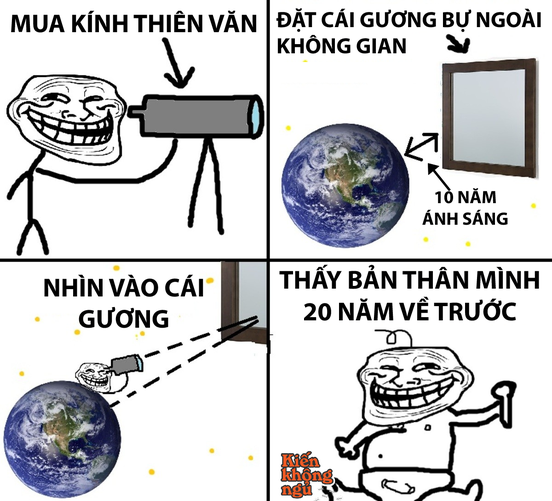 MUA KÍNH THIÊN VĂN
ĐẶT CÁI GƯƠNG BỰ NGOÀI
KHÔNG GIAN
10 NĂM
ÁNH SÁNG
NHÌN VÀO CÁI
GƯƠNG
THẤY BẢN THÂN MÌNH
20 NĂM VỀ TRƯỚC
Kiến
không
ngủ